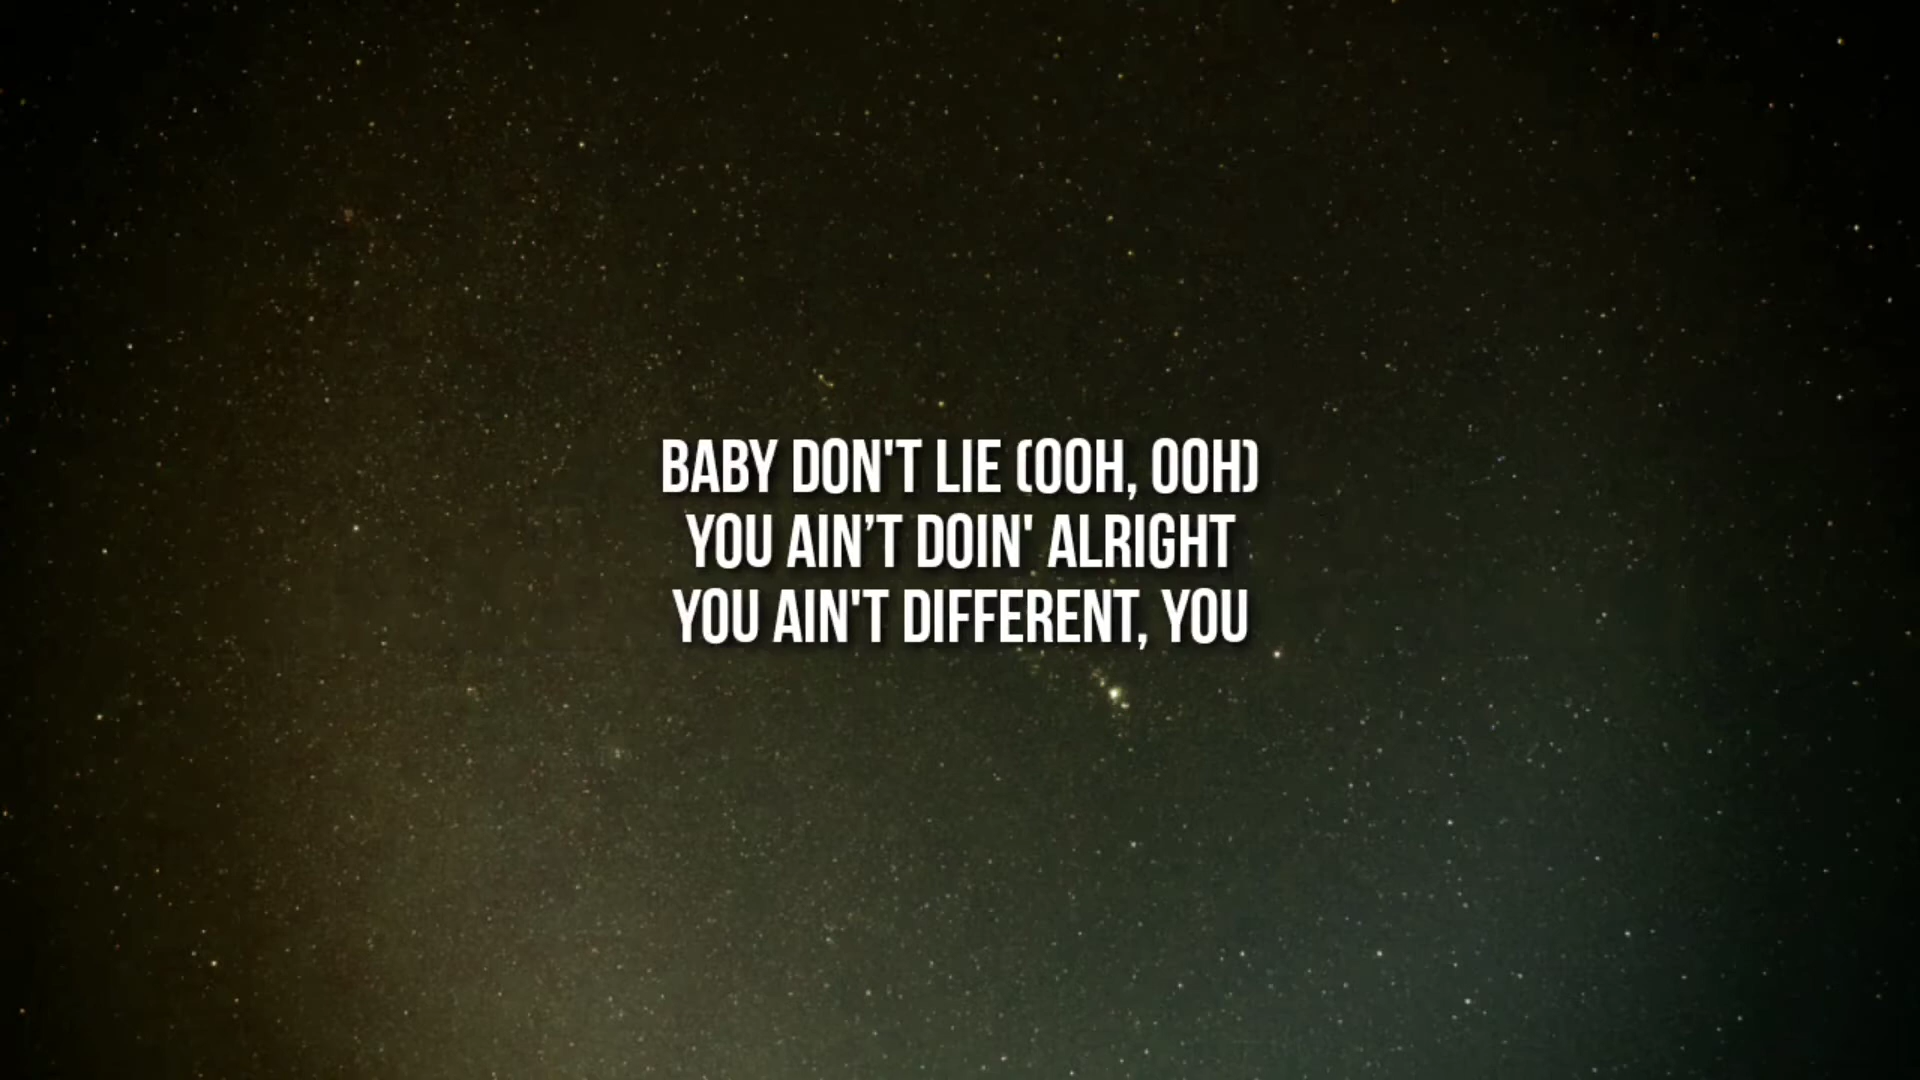 BABY DON'T LIE (OOH, OOH)
YOU AIN’T DOIN' ALRIGHT
YOU AIN'T DIFFERENT, YOU